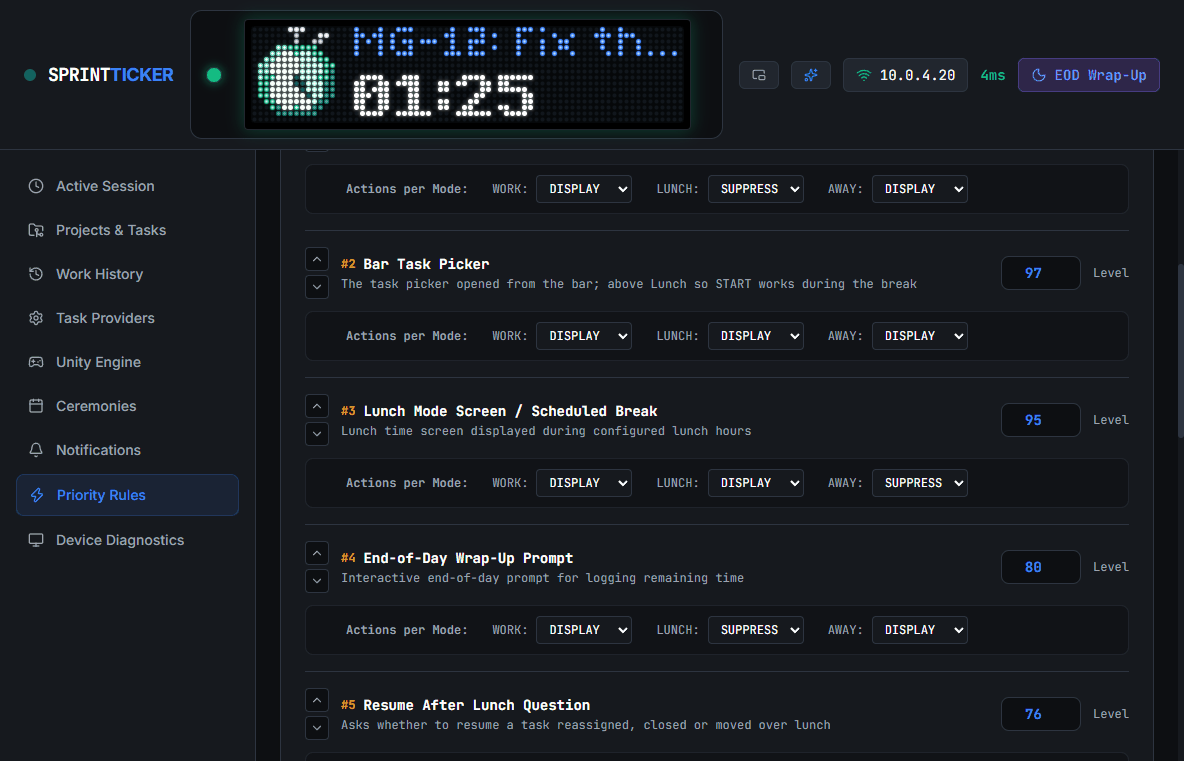 SPRINTTICKER
MG-12: Fix th...
01:25
10.0.4.20
4ms
EOD Wrap-Up
Active Session
Projects & Tasks
Work History
Task Providers
Unity Engine
Ceremonies
Notifications
Priority Rules
Device Diagnostics
Actions per Mode: WORK: DISPLAY LUNCH: SUPPRESS AWAY: DISPLAY
#2 Bar Task Picker
The task picker opened from the bar; above Lunch so START works during the break
97 Level
Actions per Mode: WORK: DISPLAY LUNCH: DISPLAY AWAY: DISPLAY
#3 Lunch Mode Screen / Scheduled Break
Lunch time screen displayed during configured lunch hours
95 Level
Actions per Mode: WORK: DISPLAY LUNCH: DISPLAY AWAY: SUPPRESS
#4 End-of-Day Wrap-Up Prompt
Interactive end-of-day prompt for logging remaining time
80 Level
Actions per Mode: WORK: DISPLAY LUNCH: SUPPRESS AWAY: DISPLAY
#5 Resume After Lunch Question
Asks whether to resume a task reassigned, closed or moved over lunch
76 Level